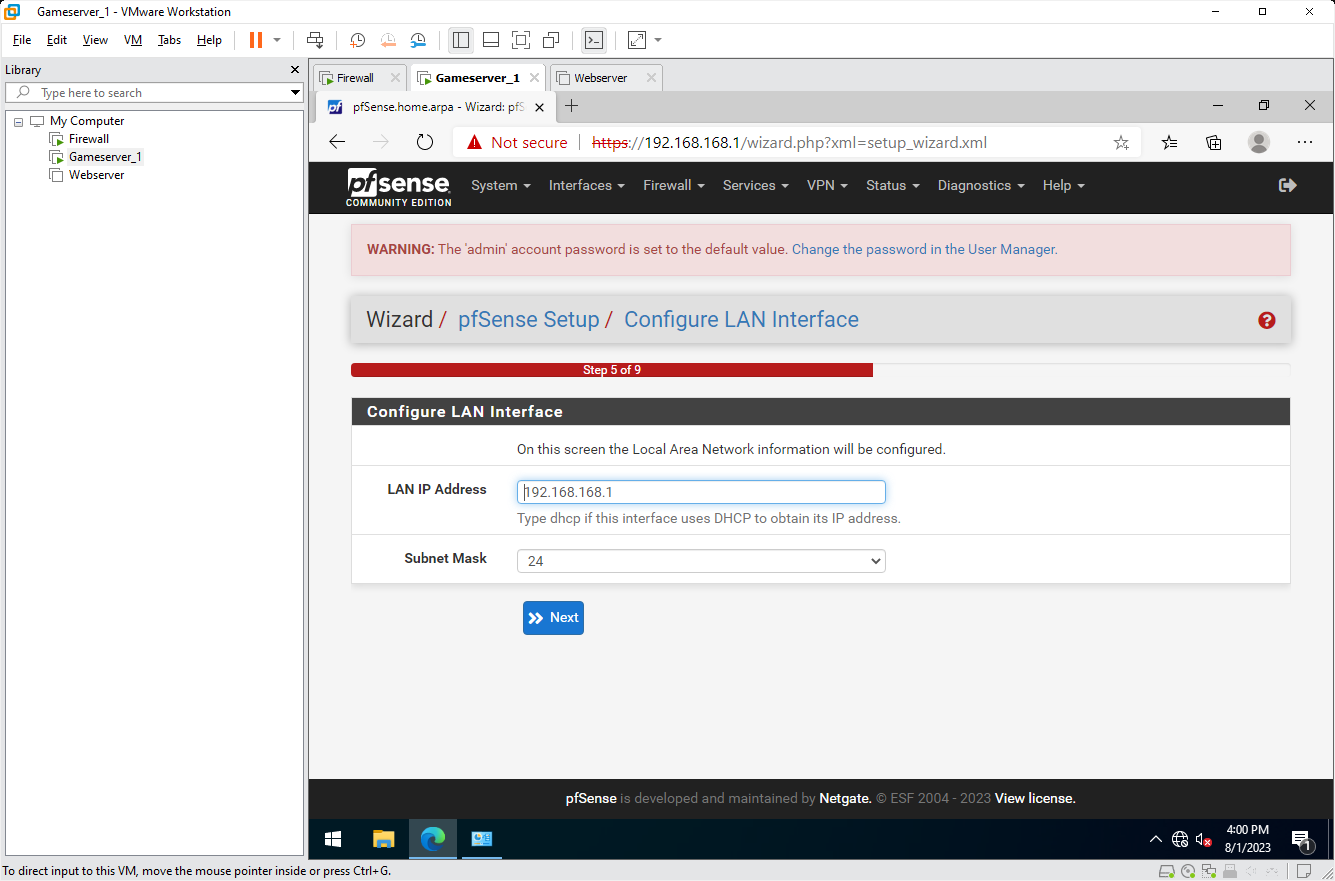 Gameserver_1 - VMware Workstation
File Edit View VM Tabs Help
Library
Type here to search
My Computer
Firewall
Gameserver_1
Webserver
Firewall Gameserver_1 Webserver
pf pfSense.home.arpa - Wizard: pfS
Not secure https://192.168.168.1/wizard.php?xml=setup_wizard.xml
pfsense
COMMUNITY EDITION
System Interfaces Firewall Services VPN Status Diagnostics Help
WARNING: The 'admin' account password is set to the default value. Change the password in the User Manager.
Wizard / pfSense Setup / Configure LAN Interface
Step 5 of 9
Configure LAN Interface
On this screen the Local Area Network information will be configured.
LAN IP Address 192.168.168.1
Type dhcp if this interface uses DHCP to obtain its IP address.
Subnet Mask 24
Next
pfSense is developed and maintained by Netgate. © ESF 2004 - 2023 View license.
4:00 PM
8/1/2023
1
To direct input to this VM, move the mouse pointer inside or press Ctrl+G.